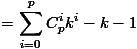 = \sum_{i=0}^{p} C_p^i k^i - k - 1